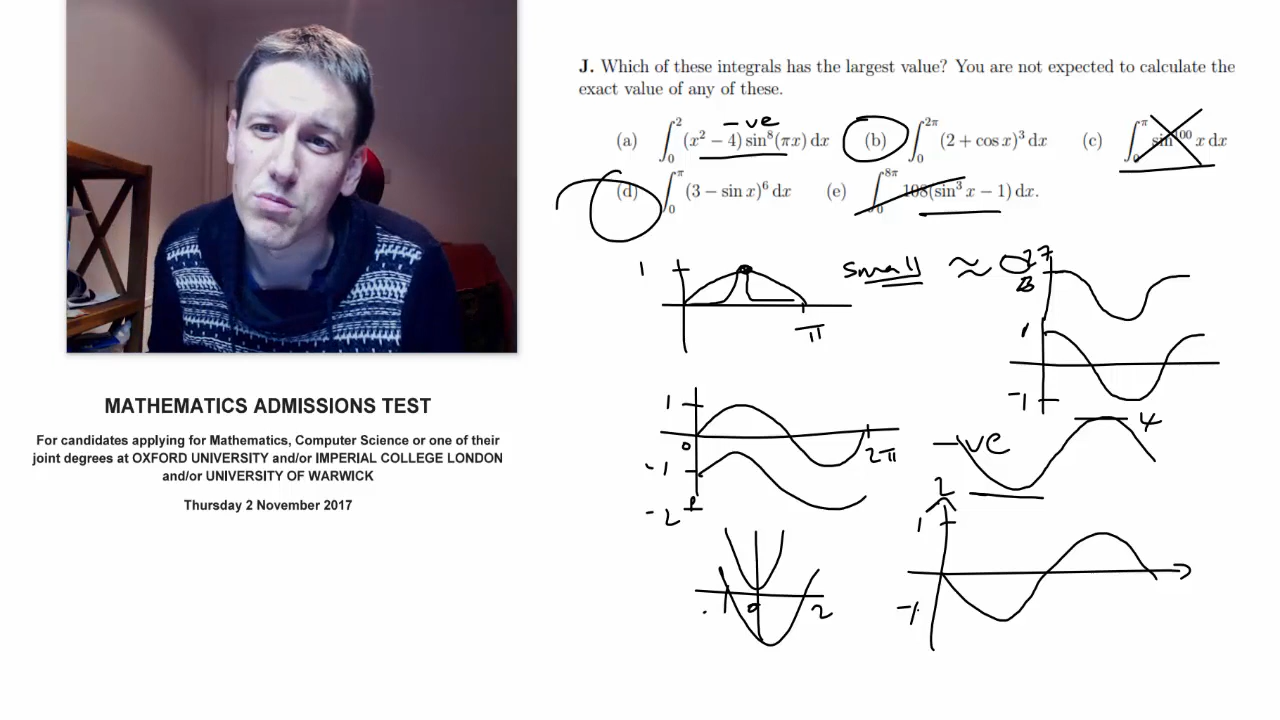 J. Which of these integrals has the largest value? You are not expected to calculate the
exact value of any of these.
-ve
(a) ∫₀² (x² − 4) sin⁸(πx) dx (b) ∫₀^{2π} (2 + cos x)³ dx (c) ∫₀^π sin¹⁰⁰ x dx
(d) ∫₀^π (3 − sin x)⁶ dx (e) ∫₀^{8π} 108(sin³ x − 1) dx.
1
π
small ≈ 0
27
1
-1
1
0
-1
-2
2π
-ve
4
2
1
-1
0
2
MATHEMATICS ADMISSIONS TEST
For candidates applying for Mathematics, Computer Science or one of their
joint degrees at OXFORD UNIVERSITY and/or IMPERIAL COLLEGE LONDON
and/or UNIVERSITY OF WARWICK
Thursday 2 November 2017